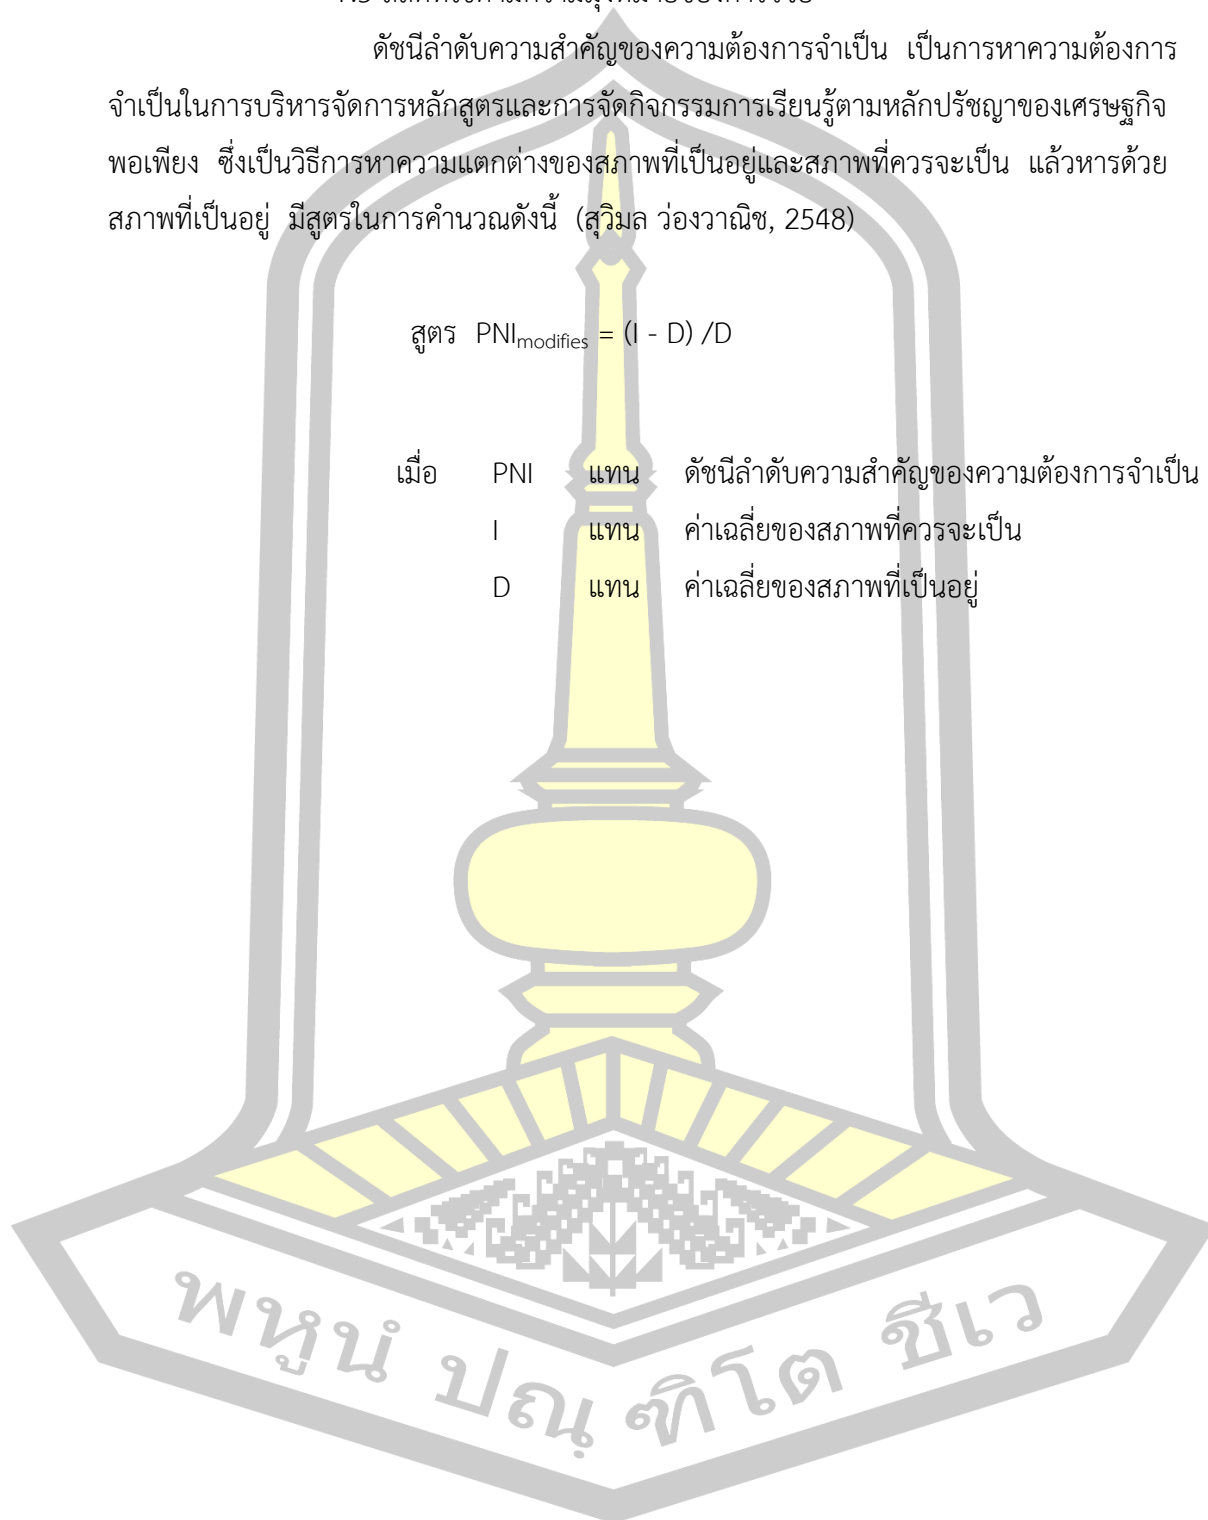 ดัชนีลำดับความสำคัญของความต้องการจำเป็น เป็นการหาความต้องการ
จำเป็นในการบริหารจัดการหลักสูตรและการจัดกิจกรรมการเรียนรู้ตามหลักปรัชญาของเศรษฐกิจ
พอเพียง ซึ่งเป็นวิธีการหาความแตกต่างของสภาพที่เป็นอยู่และสภาพที่ควรจะเป็น แล้วหารด้วย
สภาพที่เป็นอยู่ มีสูตรในการคำนวณดังนี้ (สุวิมล ว่องวาณิช, 2548)
สูตร PNImodifies = (I - D) /D
เมื่อ PNI แทน ดัชนีลำดับความสำคัญของความต้องการจำเป็น
I แทน ค่าเฉลี่ยของสภาพที่ควรจะเป็น
D แทน ค่าเฉลี่ยของสภาพที่เป็นอยู่
พหูนํ ปณฺฑิโต ชีเว